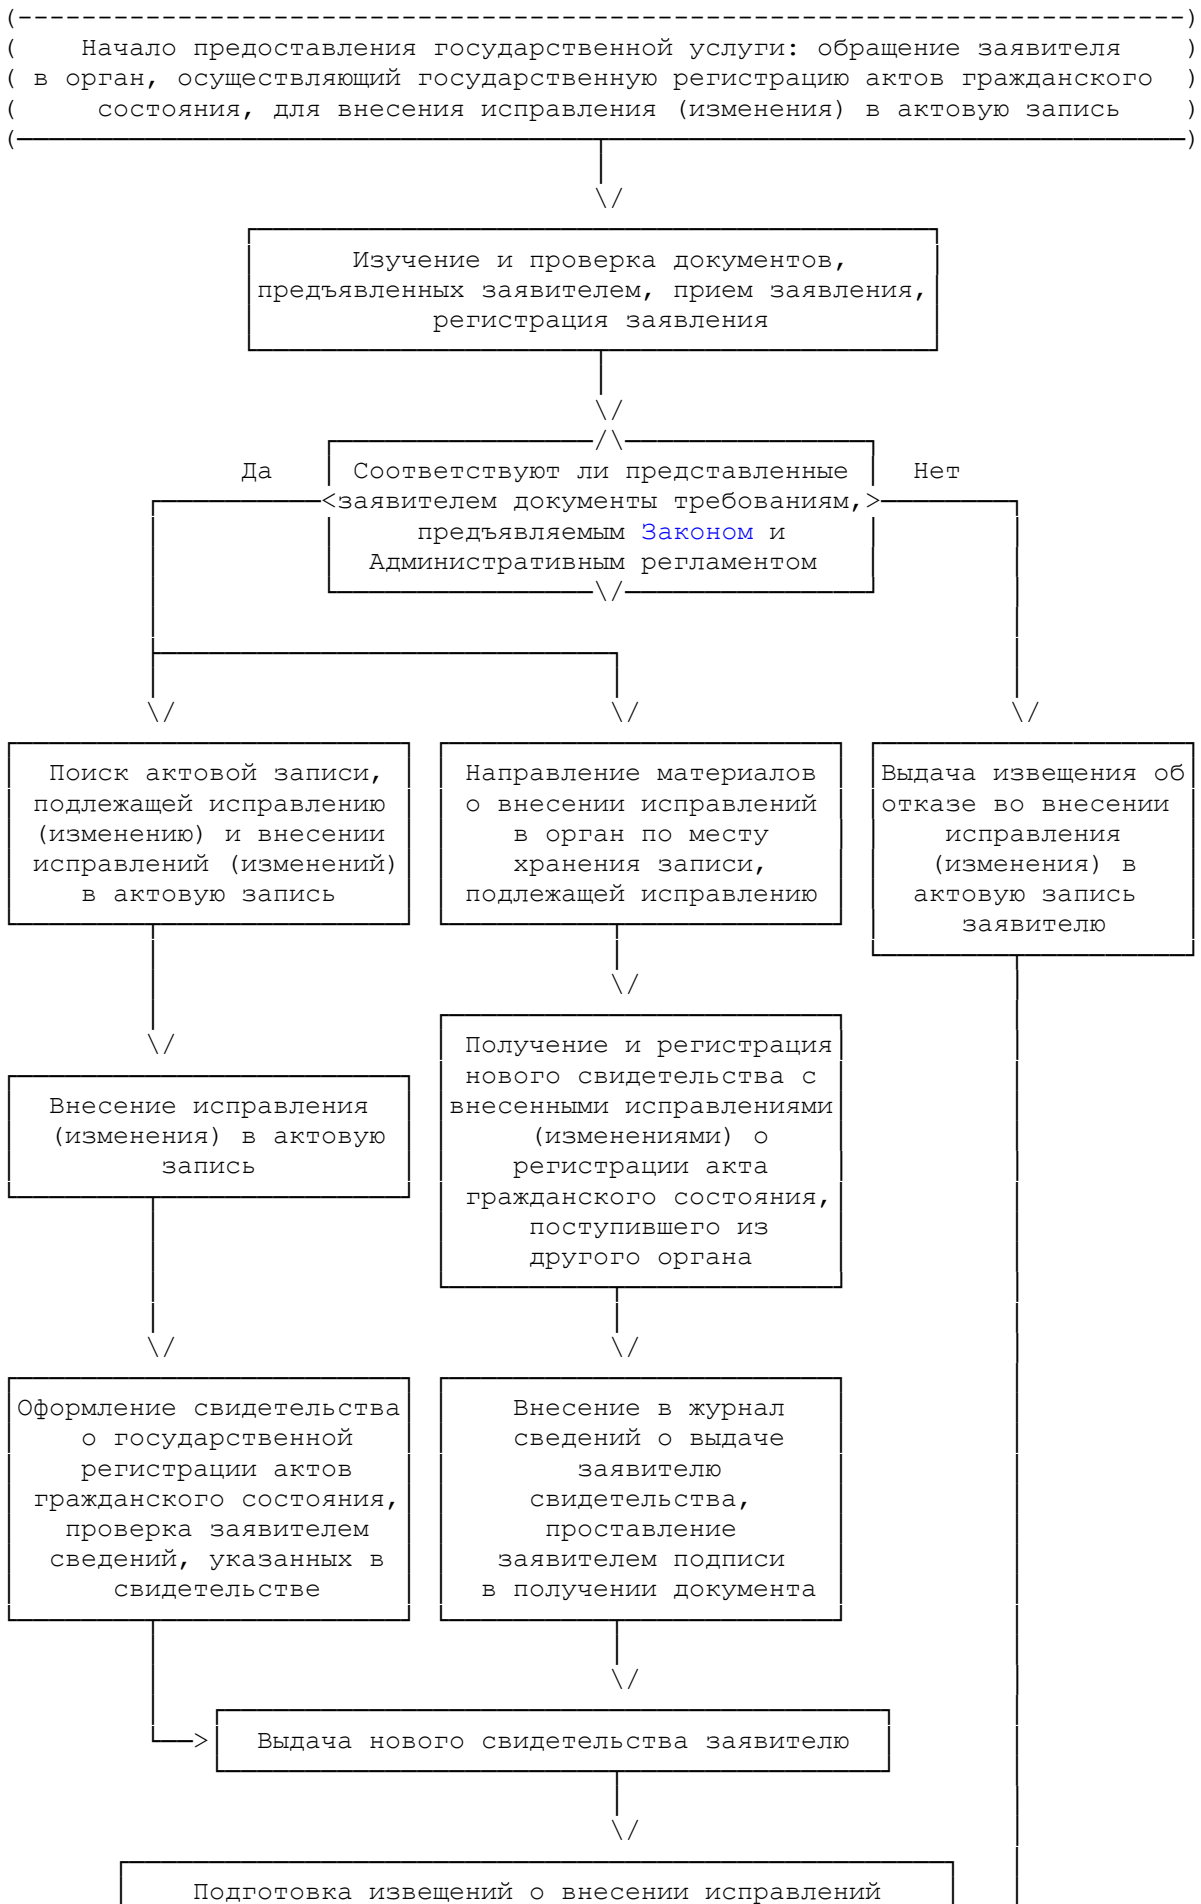 Начало предоставления государственной услуги: обращение заявителя
в орган, осуществляющий государственную регистрацию актов гражданского
состояния, для внесения исправления (изменения) в актовую запись
Изучение и проверка документов,
предъявленных заявителем, прием заявления,
регистрация заявления
Да
Соответствуют ли представленные
заявителем документы требованиям,
предъявляемым Законом и
Административным регламентом
Нет
Поиск актовой записи,
подлежащей исправлению
(изменению) и внесении
исправлений (изменений)
в актовую запись
Направление материалов
о внесении исправлений
в орган по месту
хранения записи,
подлежащей исправлению
Выдача извещения об
отказе во внесении
исправления
(изменения) в
актовую запись
заявителю
Внесение исправления
(изменения) в актовую
запись
Получение и регистрация
нового свидетельства с
внесенными исправлениями
(изменениями) о
регистрации акта
гражданского состояния,
поступившего из
другого органа
Оформление свидетельства
о государственной
регистрации актов
гражданского состояния,
проверка заявителем
сведений, указанных в
свидетельстве
Внесение в журнал
сведений о выдаче
заявителю
свидетельства,
проставление
заявителем подписи
в получении документа
Выдача нового свидетельства заявителю
Подготовка извещений о внесении исправлений